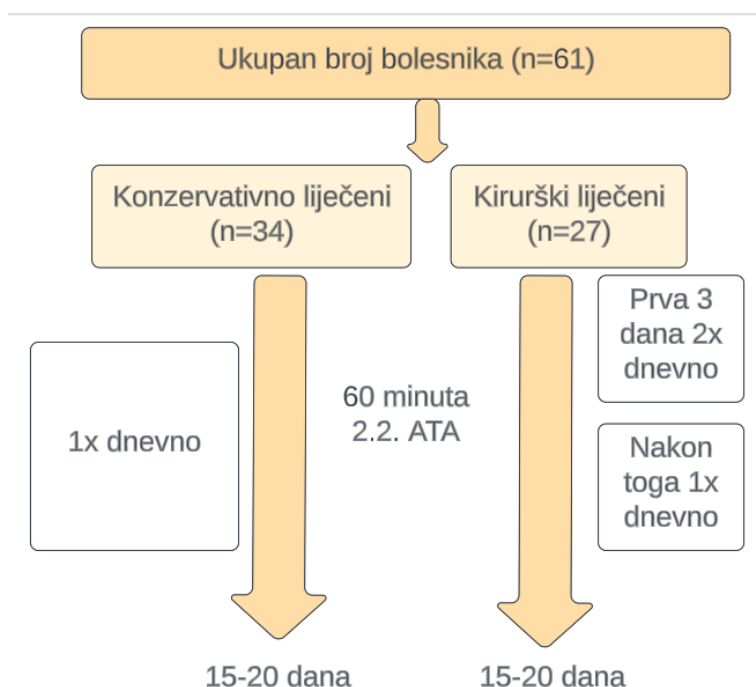 Ukupan broj bolesnika (n=61)
Konzervativno liječeni
(n=34)
Kirurški liječeni
(n=27)
1x dnevno
60 minuta
2.2. ATA
Prva 3
dana 2x
dnevno
Nakon
toga 1x
dnevno
15-20 dana
15-20 dana